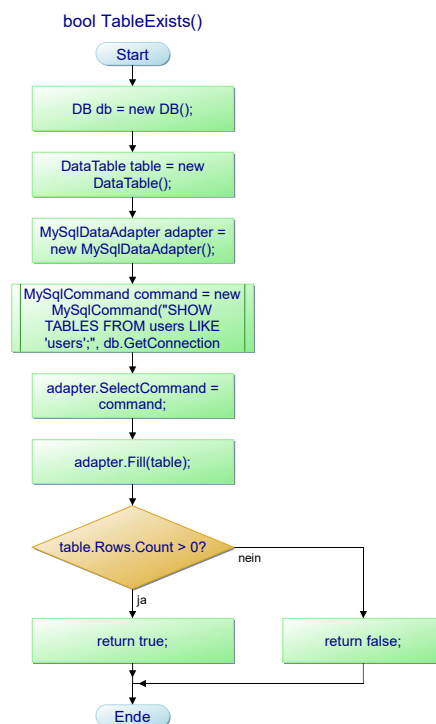 bool TableExists()
Start
DB db = new DB();
DataTable table = new
DataTable();
MySqlDataAdapter adapter =
new MySqlDataAdapter();
MySqlCommand command = new
MySqlCommand("SHOW
TABLES FROM users LIKE
'users';", db.GetConnection
adapter.SelectCommand =
command;
adapter.Fill(table);
table.Rows.Count > 0?
nein
ja
return true;
return false;
Ende